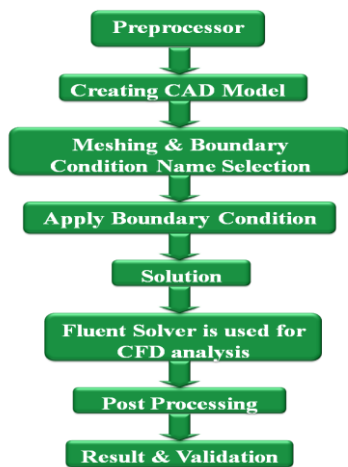 Preprocessor
Creating CAD Model
Meshing & Boundary
Condition Name Selection
Apply Boundary Condition
Solution
Fluent Solver is used for
CFD analysis
Post Processing
Result & Validation